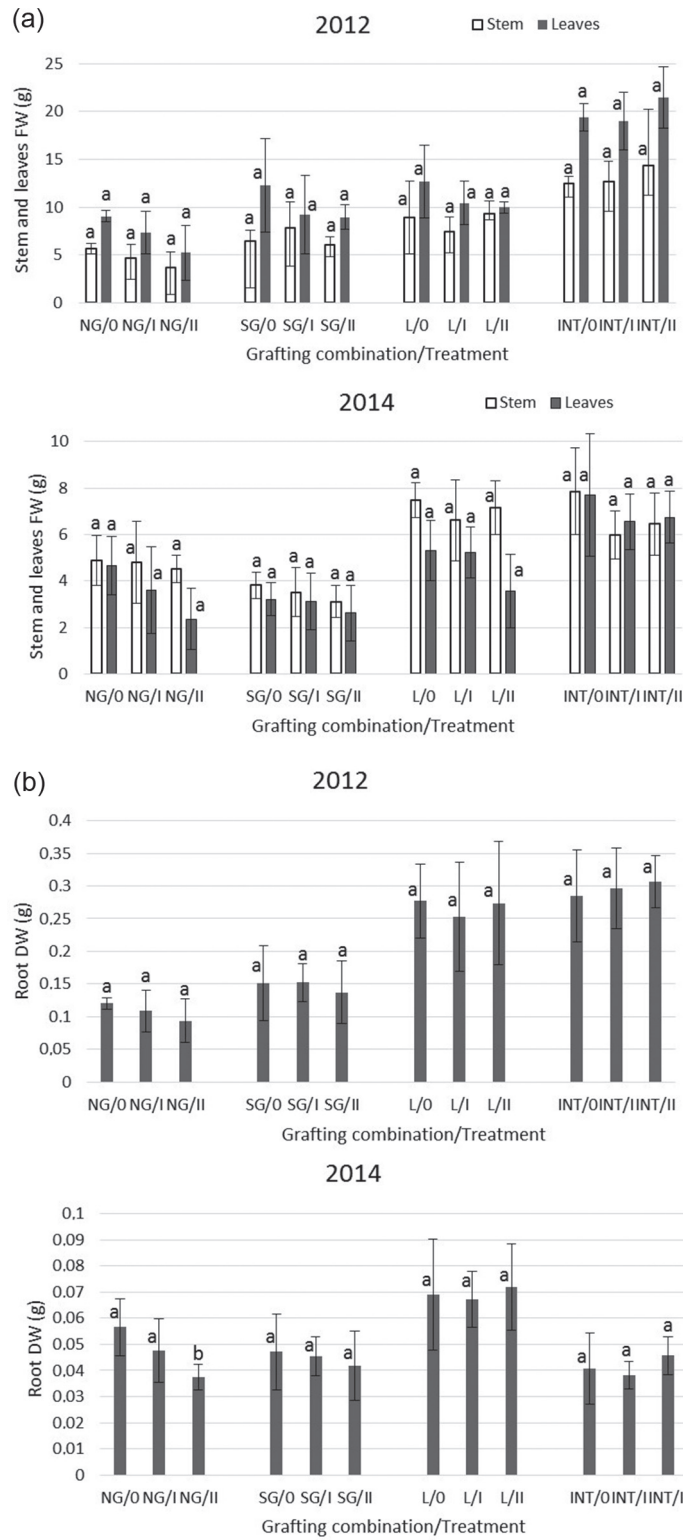 (a)
2012
Stem Leaves
Stem and leaves FW (g)
25
20
15
10
5
0
a a a a a a
a a a a a a
a a a a a a
a a a a a a
NG/0 NG/I NG/II SG/0 SG/I SG/II L/0 L/I L/II INT/0 INT/I INT/II
Grafting combination/Treatment
2014
Stem Leaves
Stem and leaves FW (g)
10
8
6
4
2
0
a a a a a a
a a a a a a
a a a a a a
a a a a a a
NG/0 NG/I NG/II SG/0 SG/I SG/II L/0 L/I L/II INT/0 INT/I INT/II
Grafting combination/Treatment
(b)
2012
Root DW (g)
0.4
0.35
0.3
0.25
0.2
0.15
0.1
0.05
0
a a a a a a a a a a a a
NG/0 NG/I NG/II SG/0 SG/I SG/II L/0 L/I L/II INT/0 INT/I INT/II
Grafting combination/Treatment
2014
Root DW (g)
0,1
0.09
0.08
0.07
0.06
0.05
0.04
0.03
0.02
0.01
0
a a b a a a a a a a a a
NG/0 NG/I NG/II SG/0 SG/I SG/II L/0 L/I L/II INT/0 INT/I INT/I
Grafting combination/Treatment